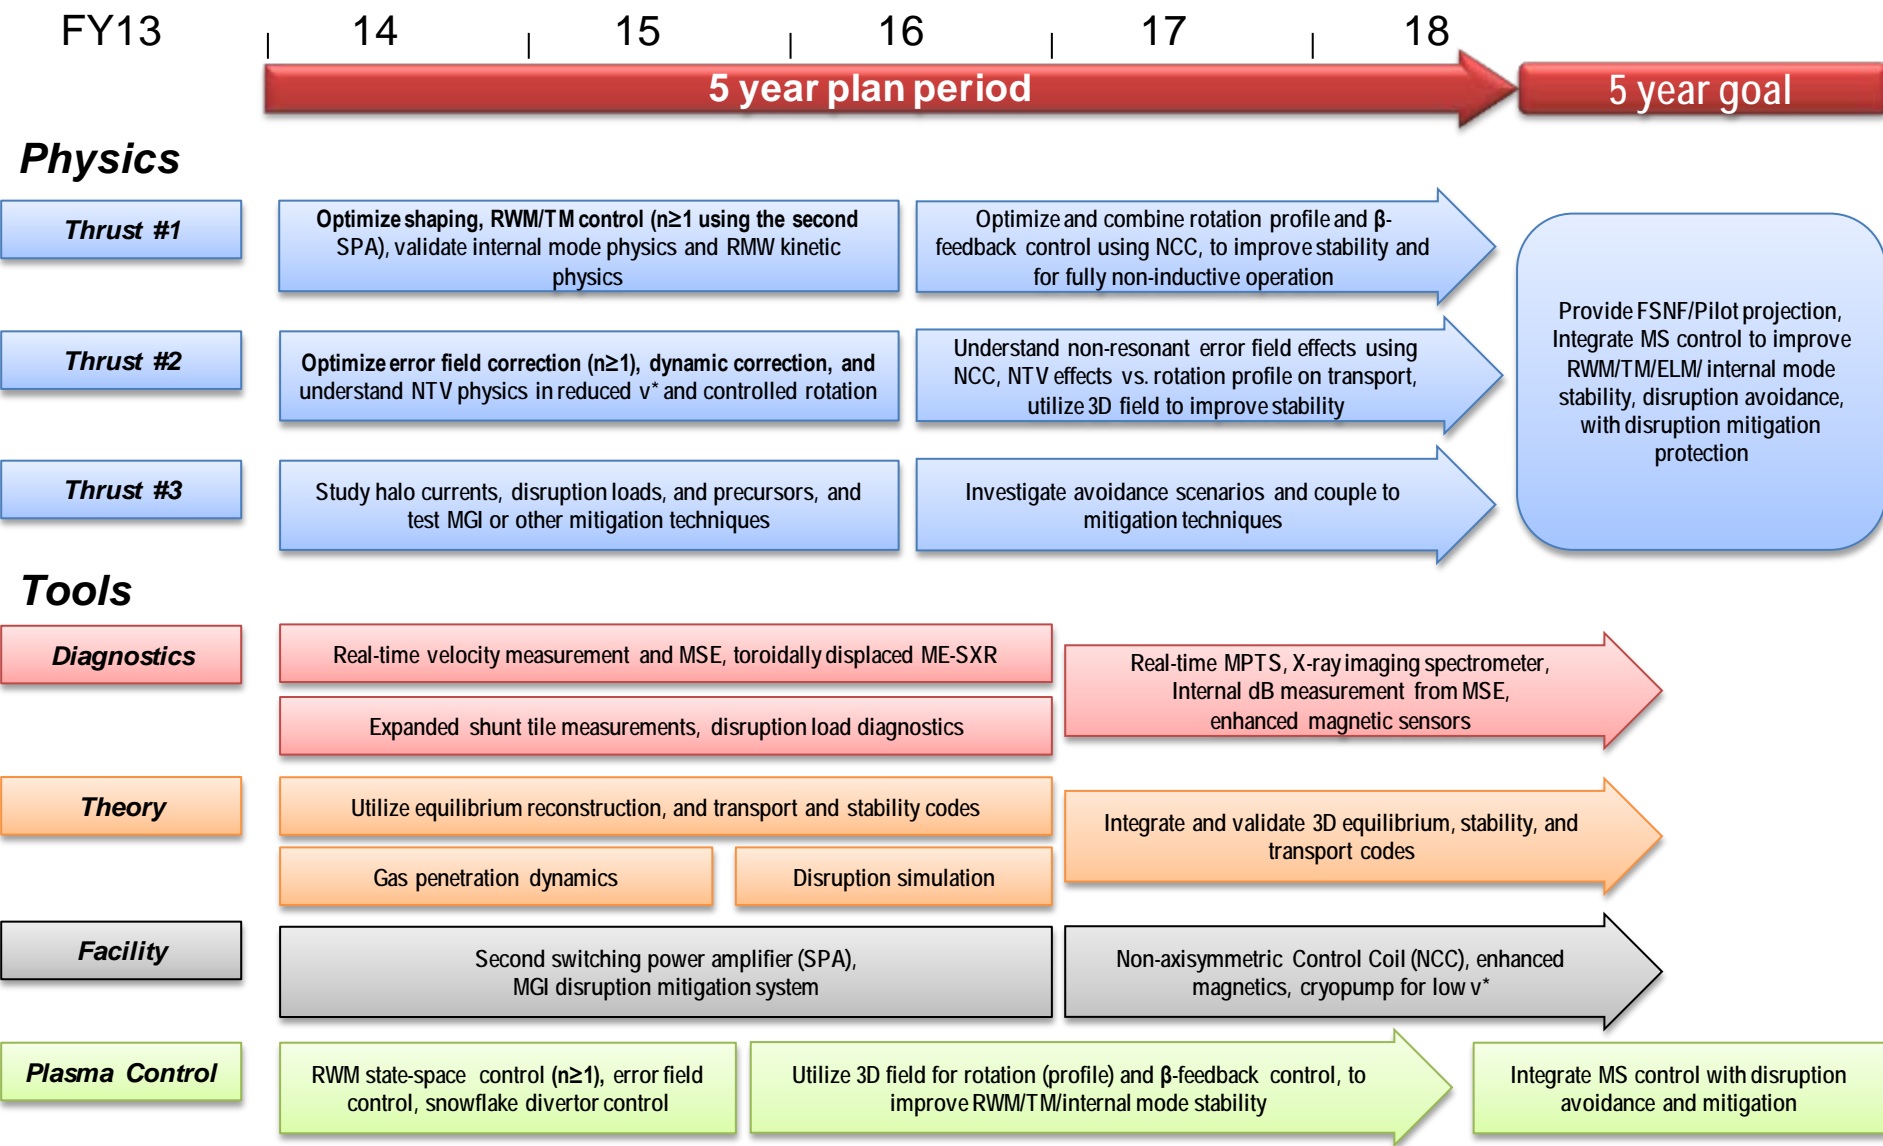 FY13 14 15 16 17 18
5 year plan period
5 year goal
Physics
Thrust #1
Optimize shaping, RWM/TM control (n≥1 using the second
SPA), validate internal mode physics and RMW kinetic
physics
Optimize and combine rotation profile and β-
feedback control using NCC, to improve stability and
for fully non-inductive operation
Thrust #2
Optimize error field correction (n≥1), dynamic correction, and
understand NTV physics in reduced ν* and controlled rotation
Understand non-resonant error field effects using
NCC, NTV effects vs. rotation profile on transport,
utilize 3D field to improve stability
Thrust #3
Study halo currents, disruption loads, and precursors, and
test MGI or other mitigation techniques
Investigate avoidance scenarios and couple to
mitigation techniques
Provide FSNF/Pilot projection,
Integrate MS control to improve
RWM/TM/ELM/ internal mode
stability, disruption avoidance,
with disruption mitigation
protection
Tools
Diagnostics
Real-time velocity measurement and MSE, toroidally displaced ME-SXR
Expanded shunt tile measurements, disruption load diagnostics
Real-time MPTS, X-ray imaging spectrometer,
Internal dB measurement from MSE,
enhanced magnetic sensors
Theory
Utilize equilibrium reconstruction, and transport and stability codes
Gas penetration dynamics
Disruption simulation
Integrate and validate 3D equilibrium, stability, and
transport codes
Facility
Second switching power amplifier (SPA),
MGI disruption mitigation system
Non-axisymmetric Control Coil (NCC), enhanced
magnetics, cryopump for low ν*
Plasma Control
RWM state-space control (n≥1), error field
control, snowflake divertor control
Utilize 3D field for rotation (profile) and β-feedback control, to
improve RWM/TM/internal mode stability
Integrate MS control with disruption
avoidance and mitigation